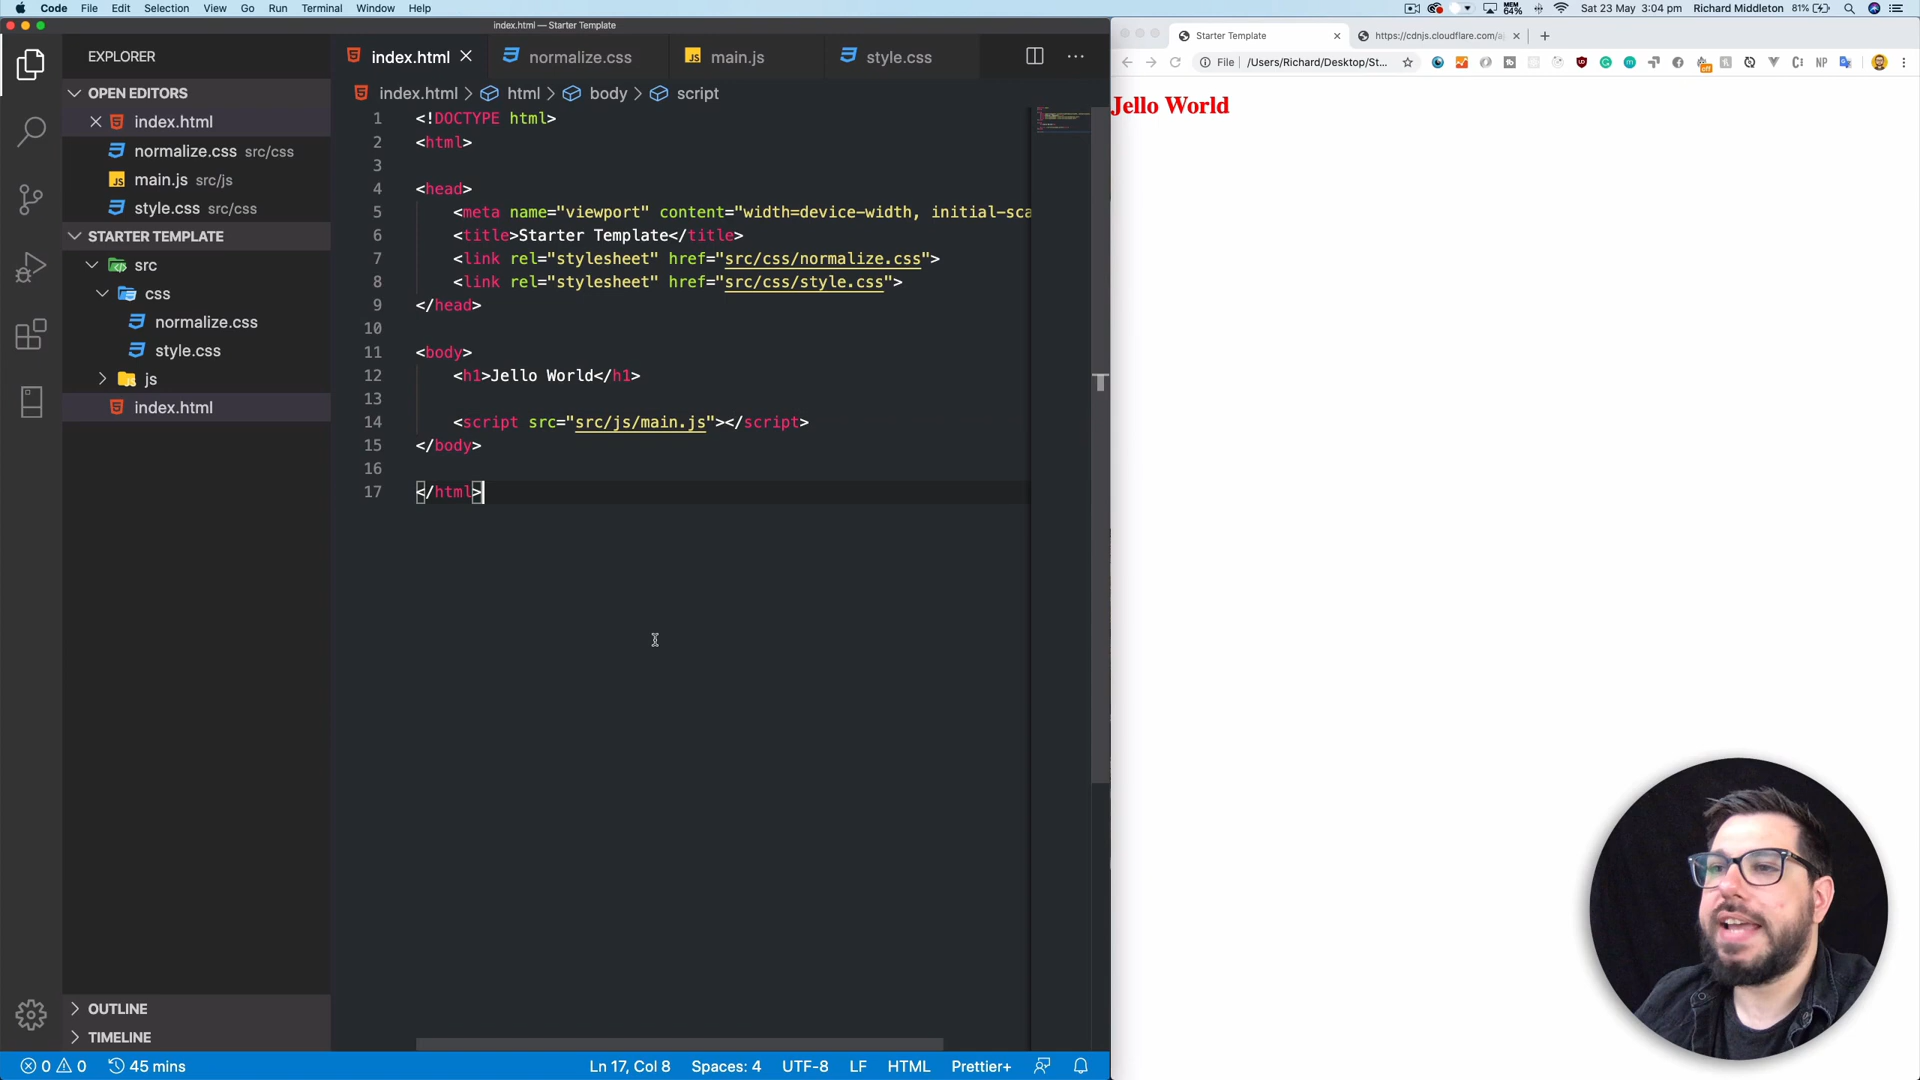 Code File Edit Selection View Go Run Terminal Window Help
MEM 64% Sat 23 May 3:04 pm Richard Middleton 81%
index.html — Starter Template
EXPLORER
OPEN EDITORS
index.html
normalize.css src/css
main.js src/js
style.css src/css
STARTER TEMPLATE
src
css
normalize.css
style.css
js
index.html
OUTLINE
TIMELINE
index.html normalize.css main.js style.css
index.html > html > body > script
1 <!DOCTYPE html>
2 <html>
3
4 <head>
5 <meta name="viewport" content="width=device-width, initial-sca
6 <title>Starter Template</title>
7 <link rel="stylesheet" href="src/css/normalize.css">
8 <link rel="stylesheet" href="src/css/style.css">
9 </head>
10
11 <body>
12 <h1>Jello World</h1>
13
14 <script src="src/js/main.js"></script>
15 </body>
16
17 </html>
0 0 45 mins Ln 17, Col 8 Spaces: 4 UTF-8 LF HTML Prettier+
Starter Template https://cdnjs.cloudflare.com/a
File /Users/Richard/Desktop/St... off NP
Jello World